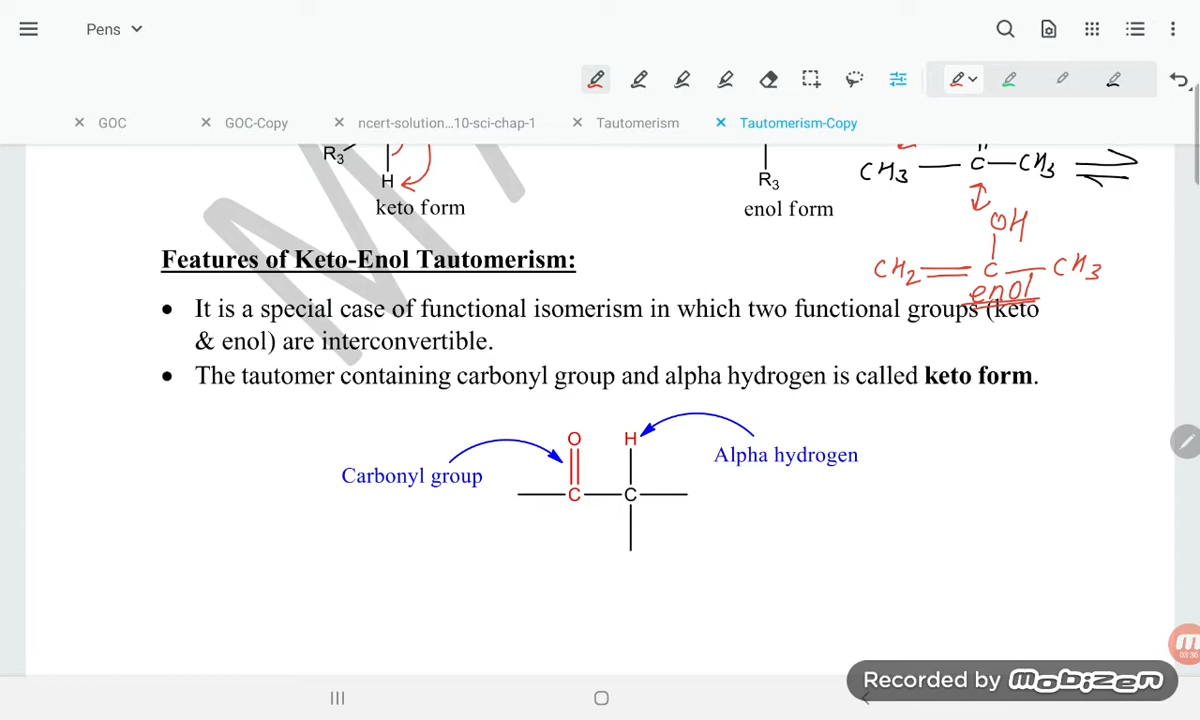 Pens
GOC
GOC-Copy
ncert-solution...10-sci-chap-1
Tautomerism
Tautomerism-Copy
R3
H
keto form
R3
enol form
CH3 — C — CH3
OH
CH2 = C — CH3
enol
Features of Keto-Enol Tautomerism:
• It is a special case of functional isomerism in which two functional groups (keto
& enol) are interconvertible.
• The tautomer containing carbonyl group and alpha hydrogen is called keto form.
O
H
Carbonyl group
Alpha hydrogen
C
C
03:36
Recorded by mobizen